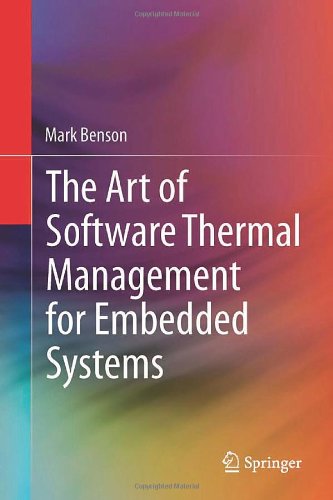 Mark Benson
The Art of
Software Thermal
Management
for Embedded
Systems
Springer